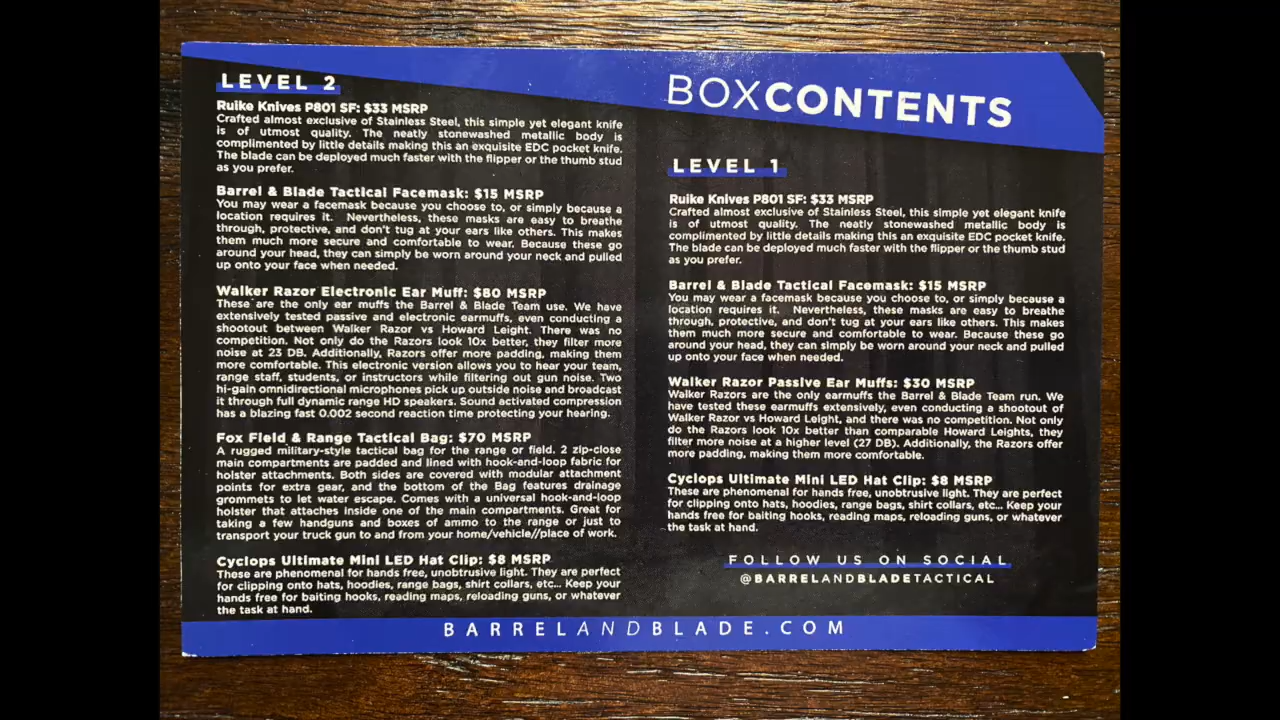 LEVEL 2
Ruike Knives P801 SF: $33 MSRP
Crafted almost exclusive of Stainless Steel, this simple yet elegant knife
is of utmost quality. The neatly stonewashed metallic body is
complimented by little details making this an exquisite EDC pocket knife.
The blade can be deployed much faster with the flipper or the thumb stud
as you prefer.
Barrel & Blade Tactical Facemask: $15 MSRP
You may wear a facemask because you choose to, or simply because a
location requires it. Nevertheless, these masks are easy to breathe
through, protective, and don't tug at your ears like others. This makes
them much more secure and comfortable to wear. Because these go
around your head, they can simply be worn around your neck and pulled
up onto your face when needed.
Walker Razor Electronic Ear Muff: $80 MSRP
These are the only ear muffs the Barrel & Blade Team use. We have
extensively tested passive and electronic earmuffs, even conducting a
shootout between Walker Razor vs Howard Leight. There was no
competition. Not only do the Razors look 10x better, they filter more
noise at 23 DB. Additionally, Razors offer more padding, making them
more comfortable. This electronic version allows you to hear your team,
range staff, students, or instructors while filtering out gun noise. Two
hi-gain omnidirectional microphones pick up outside noise and broadcast
it through full dynamic range HD speakers. Sound activated compression
has a blazing fast 0.002 second reaction time protecting your hearing.
Fox Field & Range Tactical Bag: $70 MSRP
A rugged military-style tactical bag for the range or field. 2 zip-close
main compartments are padded and lined with hook-and-loop fabric for
holster attachments. Both sides are covered with modular attachment
points for extra gear, and the bottom of the Bag features drainage
grommets to let water escape. Comes with a universal hook-and-loop
holster that attaches inside one of the main compartments. Great for
taking a few handguns and boxes of ammo to the range or just to
transport your truck gun to and from your home/vehicle//place of work.
Cyclops Ultimate Mini LED Hat Clip: $8 MSRP
These are phenomenal for hands free, unobtrusive light. They are perfect
for clipping onto hats, hoodies, range bags, shirt collars, etc... Keep your
hands free for baiting hooks, reading maps, reloading guns, or whatever
the task at hand.
BOXCONTENTS
LEVEL 1
Ruike Knives P801 SF: $33 MSRP
Crafted almost exclusive of Stainless Steel, this simple yet elegant knife
is of utmost quality. The neatly stonewashed metallic body is
complimented by little details making this an exquisite EDC pocket knife.
The blade can be deployed much faster with the flipper or the thumb stud
as you prefer.
Barrel & Blade Tactical Facemask: $15 MSRP
You may wear a facemask because you choose to, or simply because a
location requires it. Nevertheless, these masks are easy to breathe
through, protective, and don't tug at your ears like others. This makes
them much more secure and comfortable to wear. Because these go
around your head, they can simply be worn around your neck and pulled
up onto your face when needed.
Walker Razor Passive Ear Muffs: $30 MSRP
Walker Razors are the only earmuffs the Barrel & Blade Team run. We
have tested these earmuffs extensively, even conducting a shootout of
Walker Razor vs Howard Leight, and there was no competition. Not only
do the Razors look 10x better than comparable Howard Leights, they
filter more noise at a higher level (27 DB). Additionally, the Razors offer
more padding, making them more comfortable.
Cyclops Ultimate Mini LED Hat Clip: $8 MSRP
These are phenomenal for hands free, unobtrusive light. They are perfect
for clipping onto hats, hoodies, range bags, shirt collars, etc... Keep your
hands free for baiting hooks, reading maps, reloading guns, or whatever
the task at hand.
FOLLOW US ON SOCIAL
@BARRELANDBLADETACTICAL
BARRELANDBLADE.COM